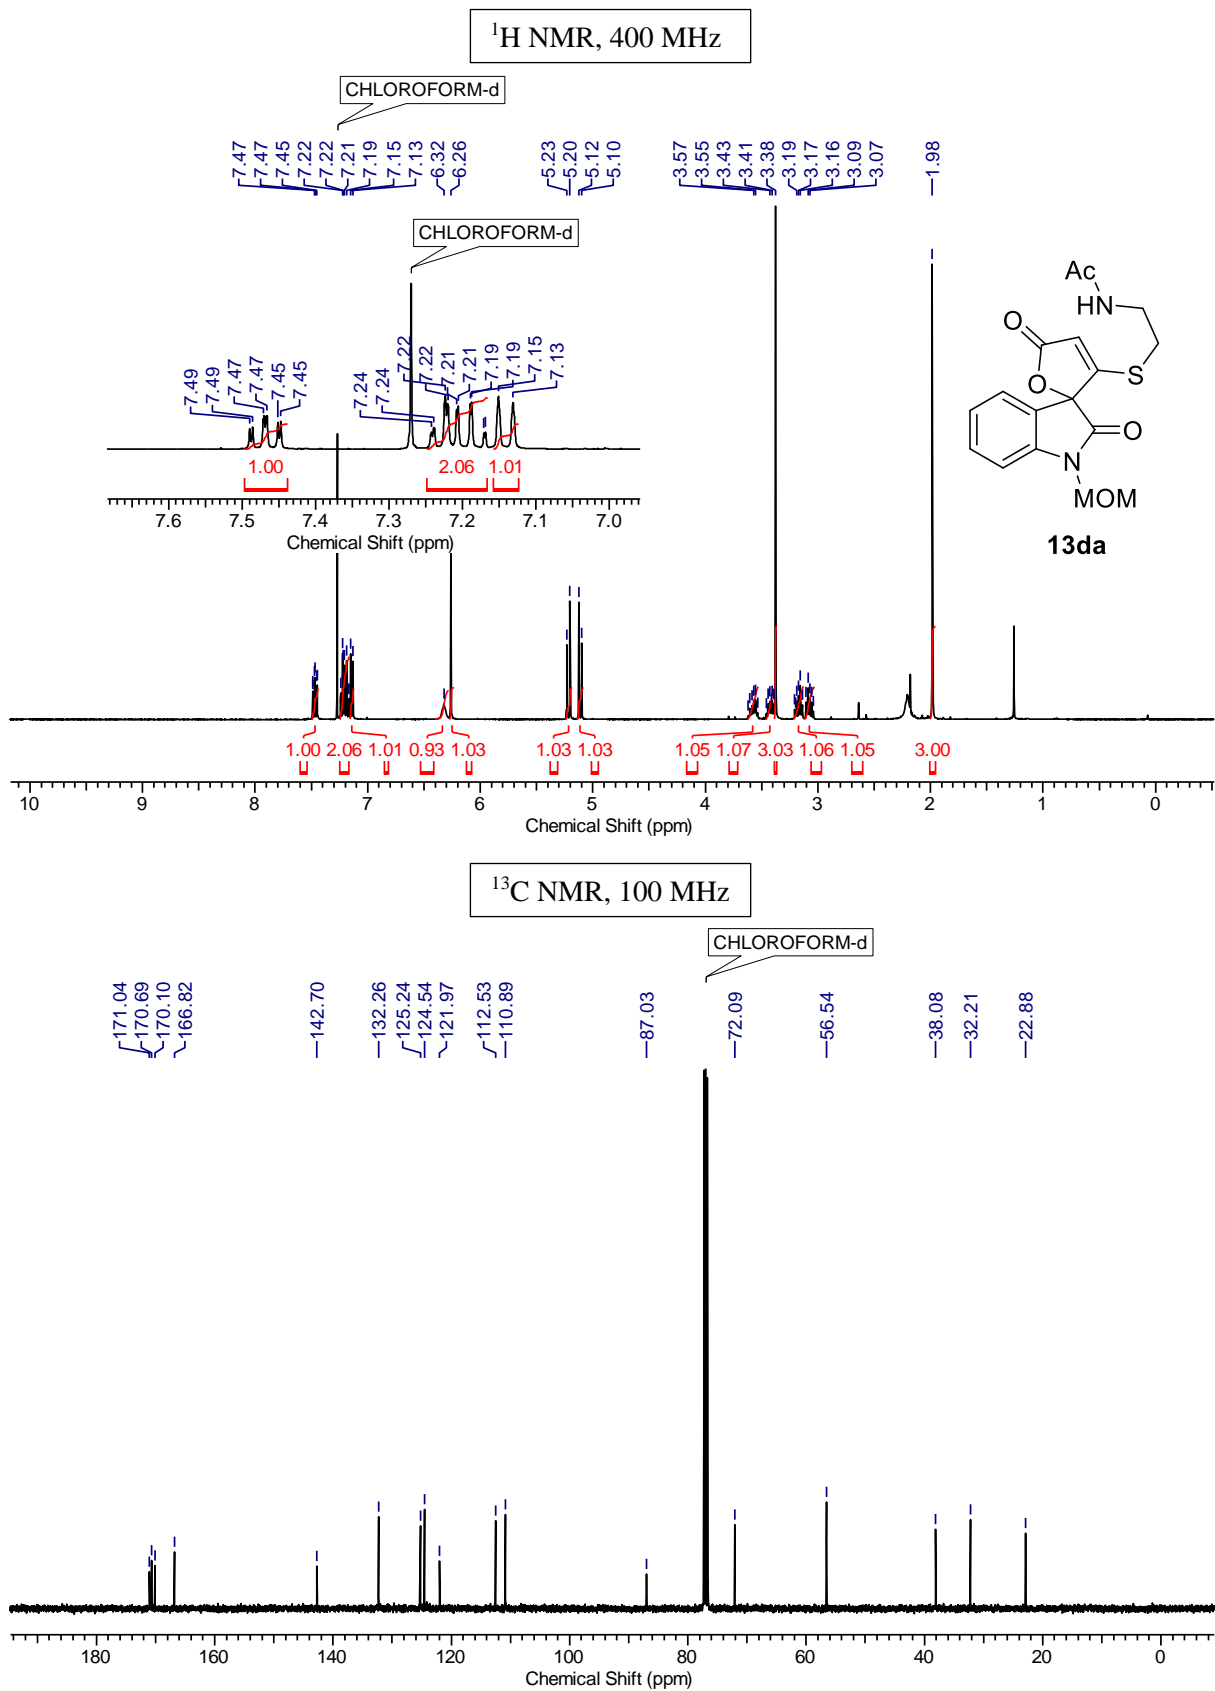 ¹H NMR, 400 MHz
CHLOROFORM-d
7.47 7.47 7.45 7.22 7.22 7.21 7.19 7.15 7.13 6.32 6.26 5.23 5.20 5.12 5.10 3.57 3.55 3.43 3.41 3.38 3.19 3.17 3.16 3.09 3.07 1.98
CHLOROFORM-d
7.49 7.49 7.47 7.47 7.45 7.45 7.24 7.24 7.22 7.22 7.21 7.21 7.19 7.19 7.15 7.13
1.00 2.06 1.01
7.6 7.5 7.4 7.3 7.2 7.1 7.0
Chemical Shift (ppm)
Ac
HN
O
S
O
O
N
MOM
13da
1.00 2.06 1.01 0.93 1.03 1.03 1.03 1.05 1.07 3.03 1.06 1.05 3.00
10 9 8 7 6 5 4 3 2 1 0
Chemical Shift (ppm)
¹³C NMR, 100 MHz
CHLOROFORM-d
171.04 170.69 170.10 166.82 142.70 132.26 125.24 124.54 121.97 112.53 110.89 87.03 72.09 56.54 38.08 32.21 22.88
180 160 140 120 100 80 60 40 20 0
Chemical Shift (ppm)